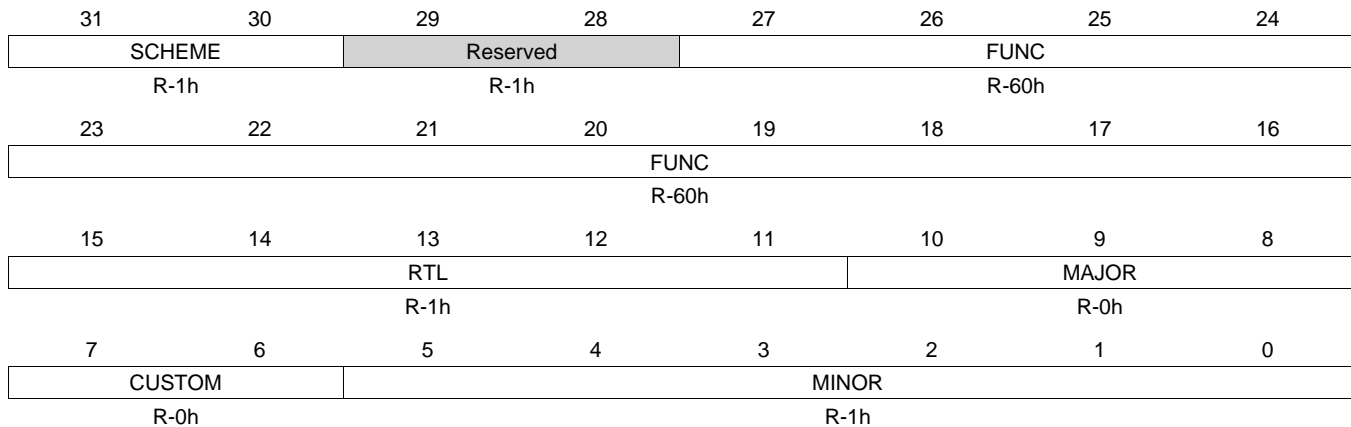 31 30 29 28 27 26 25 24
SCHEME Reserved FUNC
R-1h R-1h R-60h
23 22 21 20 19 18 17 16
FUNC
R-60h
15 14 13 12 11 10 9 8
RTL MAJOR
R-1h R-0h
7 6 5 4 3 2 1 0
CUSTOM MINOR
R-0h R-1h